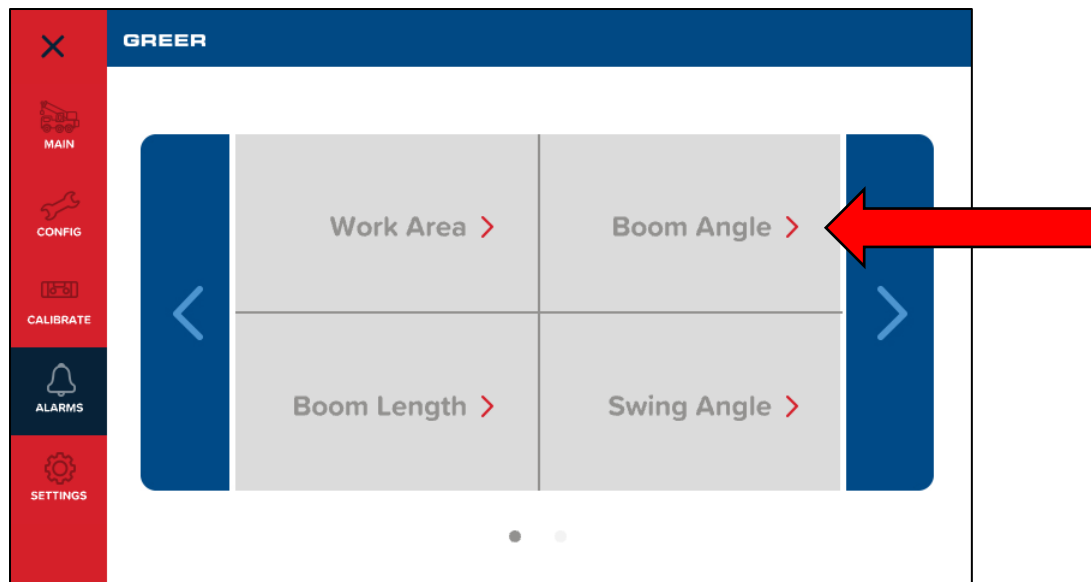 GREER
MAIN
CONFIG
CALIBRATE
ALARMS
SETTINGS
Work Area
Boom Angle
Boom Length
Swing Angle